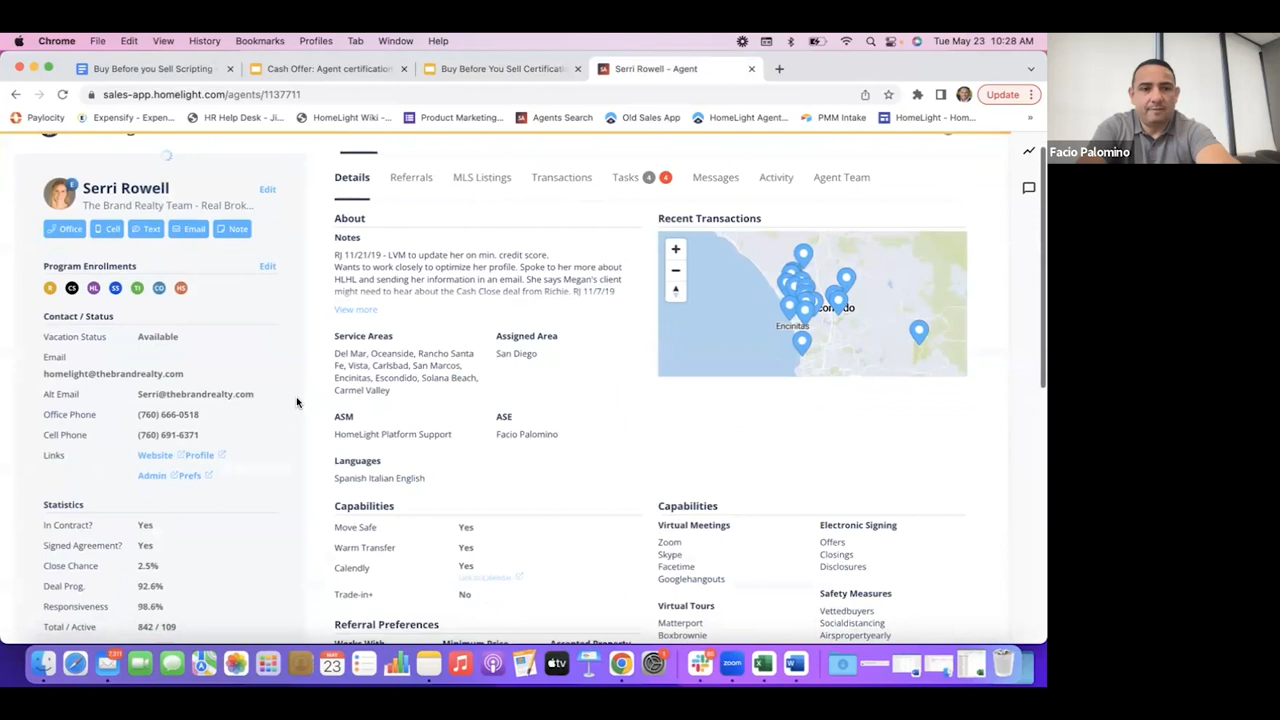 Chrome File Edit View History Bookmarks Profiles Tab Window Help Tue May 23 10:28 AM
Buy Before you Sell Scripting - Cash Offer: Agent certification Buy Before You Sell Certificati Serri Rowell - Agent
sales-app.homelight.com/agents/1137711 Update
Paylocity Expensify - Expen... HR Help Desk - Ji... HomeLight Wiki -... Product Marketing... Agents Search Old Sales App HomeLight Agent... PMM Intake HomeLight - Hom... »
Facio Palomino
Serri Rowell Edit
The Brand Realty Team - Real Brok...
Office Cell Text Email Note
Program Enrollments Edit
R CS HL SS TI CO HS
Contact / Status
Vacation Status Available
Email
homelight@thebrandrealty.com
Alt Email Serri@thebrandrealty.com
Office Phone (760) 666-0518
Cell Phone (760) 691-6371
Links Website Profile
Admin Prefs
Statistics
In Contract? Yes
Signed Agreement? Yes
Close Chance 2.5%
Deal Prog. 92.6%
Responsiveness 98.6%
Total / Active 842 / 109
Details Referrals MLS Listings Transactions Tasks 4 4 Messages Activity Agent Team
About
Notes
RJ 11/21/19 - LVM to update her on min. credit score.
Wants to work closely to optimize her profile. Spoke to her more about
HLHL and sending her information in an email. She says Megan's client
might need to hear about the Cash Close deal from Richie. RJ 11/7/19
View more
Service Areas Assigned Area
Del Mar, Oceanside, Rancho Santa San Diego
Fe, Vista, Carlsbad, San Marcos,
Encinitas, Escondido, Solana Beach,
Carmel Valley
ASM ASE
HomeLight Platform Support Facio Palomino
Languages
Spanish Italian English
Capabilities
Move Safe Yes
Warm Transfer Yes
Calendly Yes
Trade-in+ No
Referral Preferences
Works With Minimum Price Accepted Property
Recent Transactions
Encinitas
Capabilities
Virtual Meetings Electronic Signing
Zoom Offers
Skype Closings
Facetime Disclosures
Googlehangouts
Safety Measures
Vettedbuyers
Virtual Tours Socialdistancing
Matterport Airspropertyearly
Boxbrownie